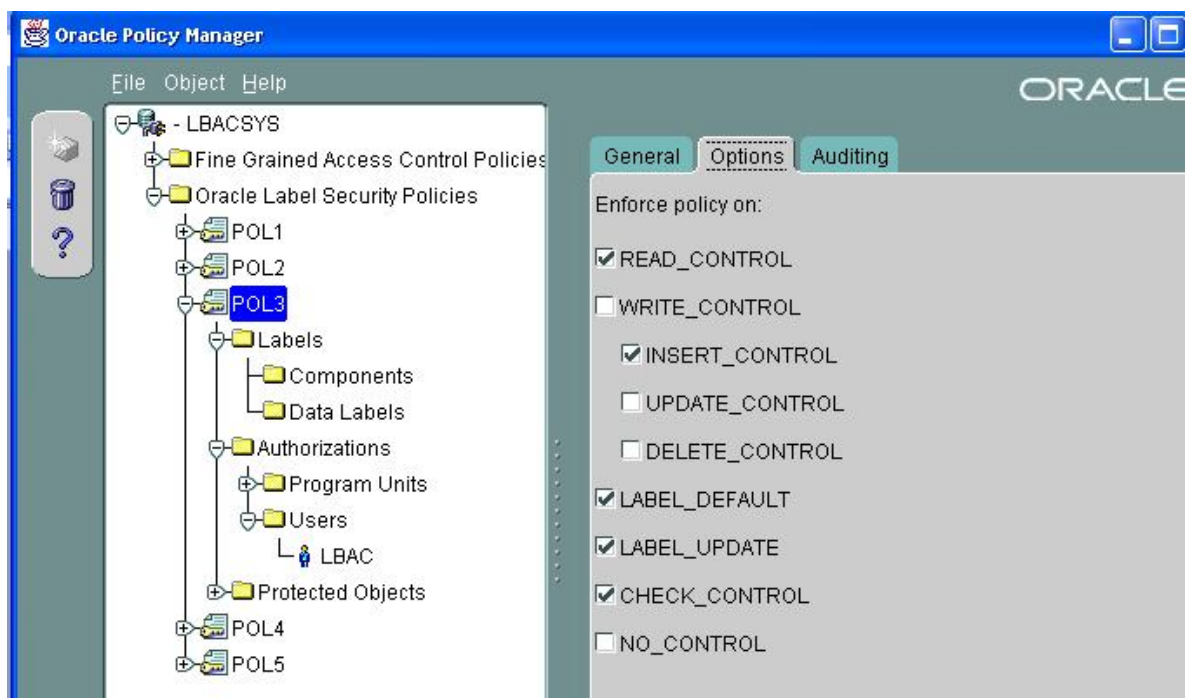 Oracle Policy Manager
File Object Help
ORACLE
- LBACSYS
Fine Grained Access Control Policies
Oracle Label Security Policies
POL1
POL2
POL3
Labels
Components
Data Labels
Authorizations
Program Units
Users
LBAC
Protected Objects
POL4
POL5
General Options Auditing
Enforce policy on:
READ_CONTROL
WRITE_CONTROL
INSERT_CONTROL
UPDATE_CONTROL
DELETE_CONTROL
LABEL_DEFAULT
LABEL_UPDATE
CHECK_CONTROL
NO_CONTROL